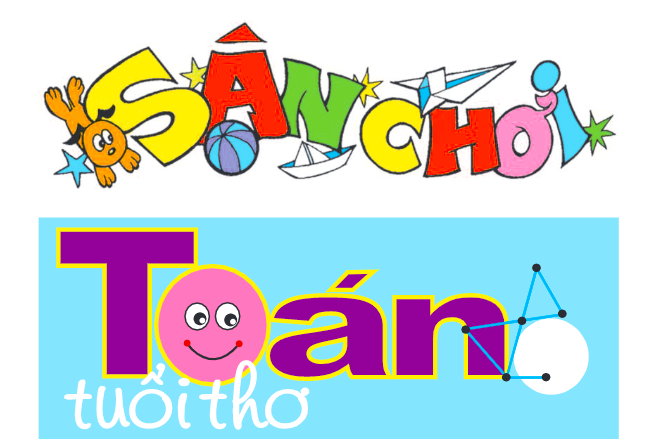 SÂN CHƠI
Toán
tuổi thơ